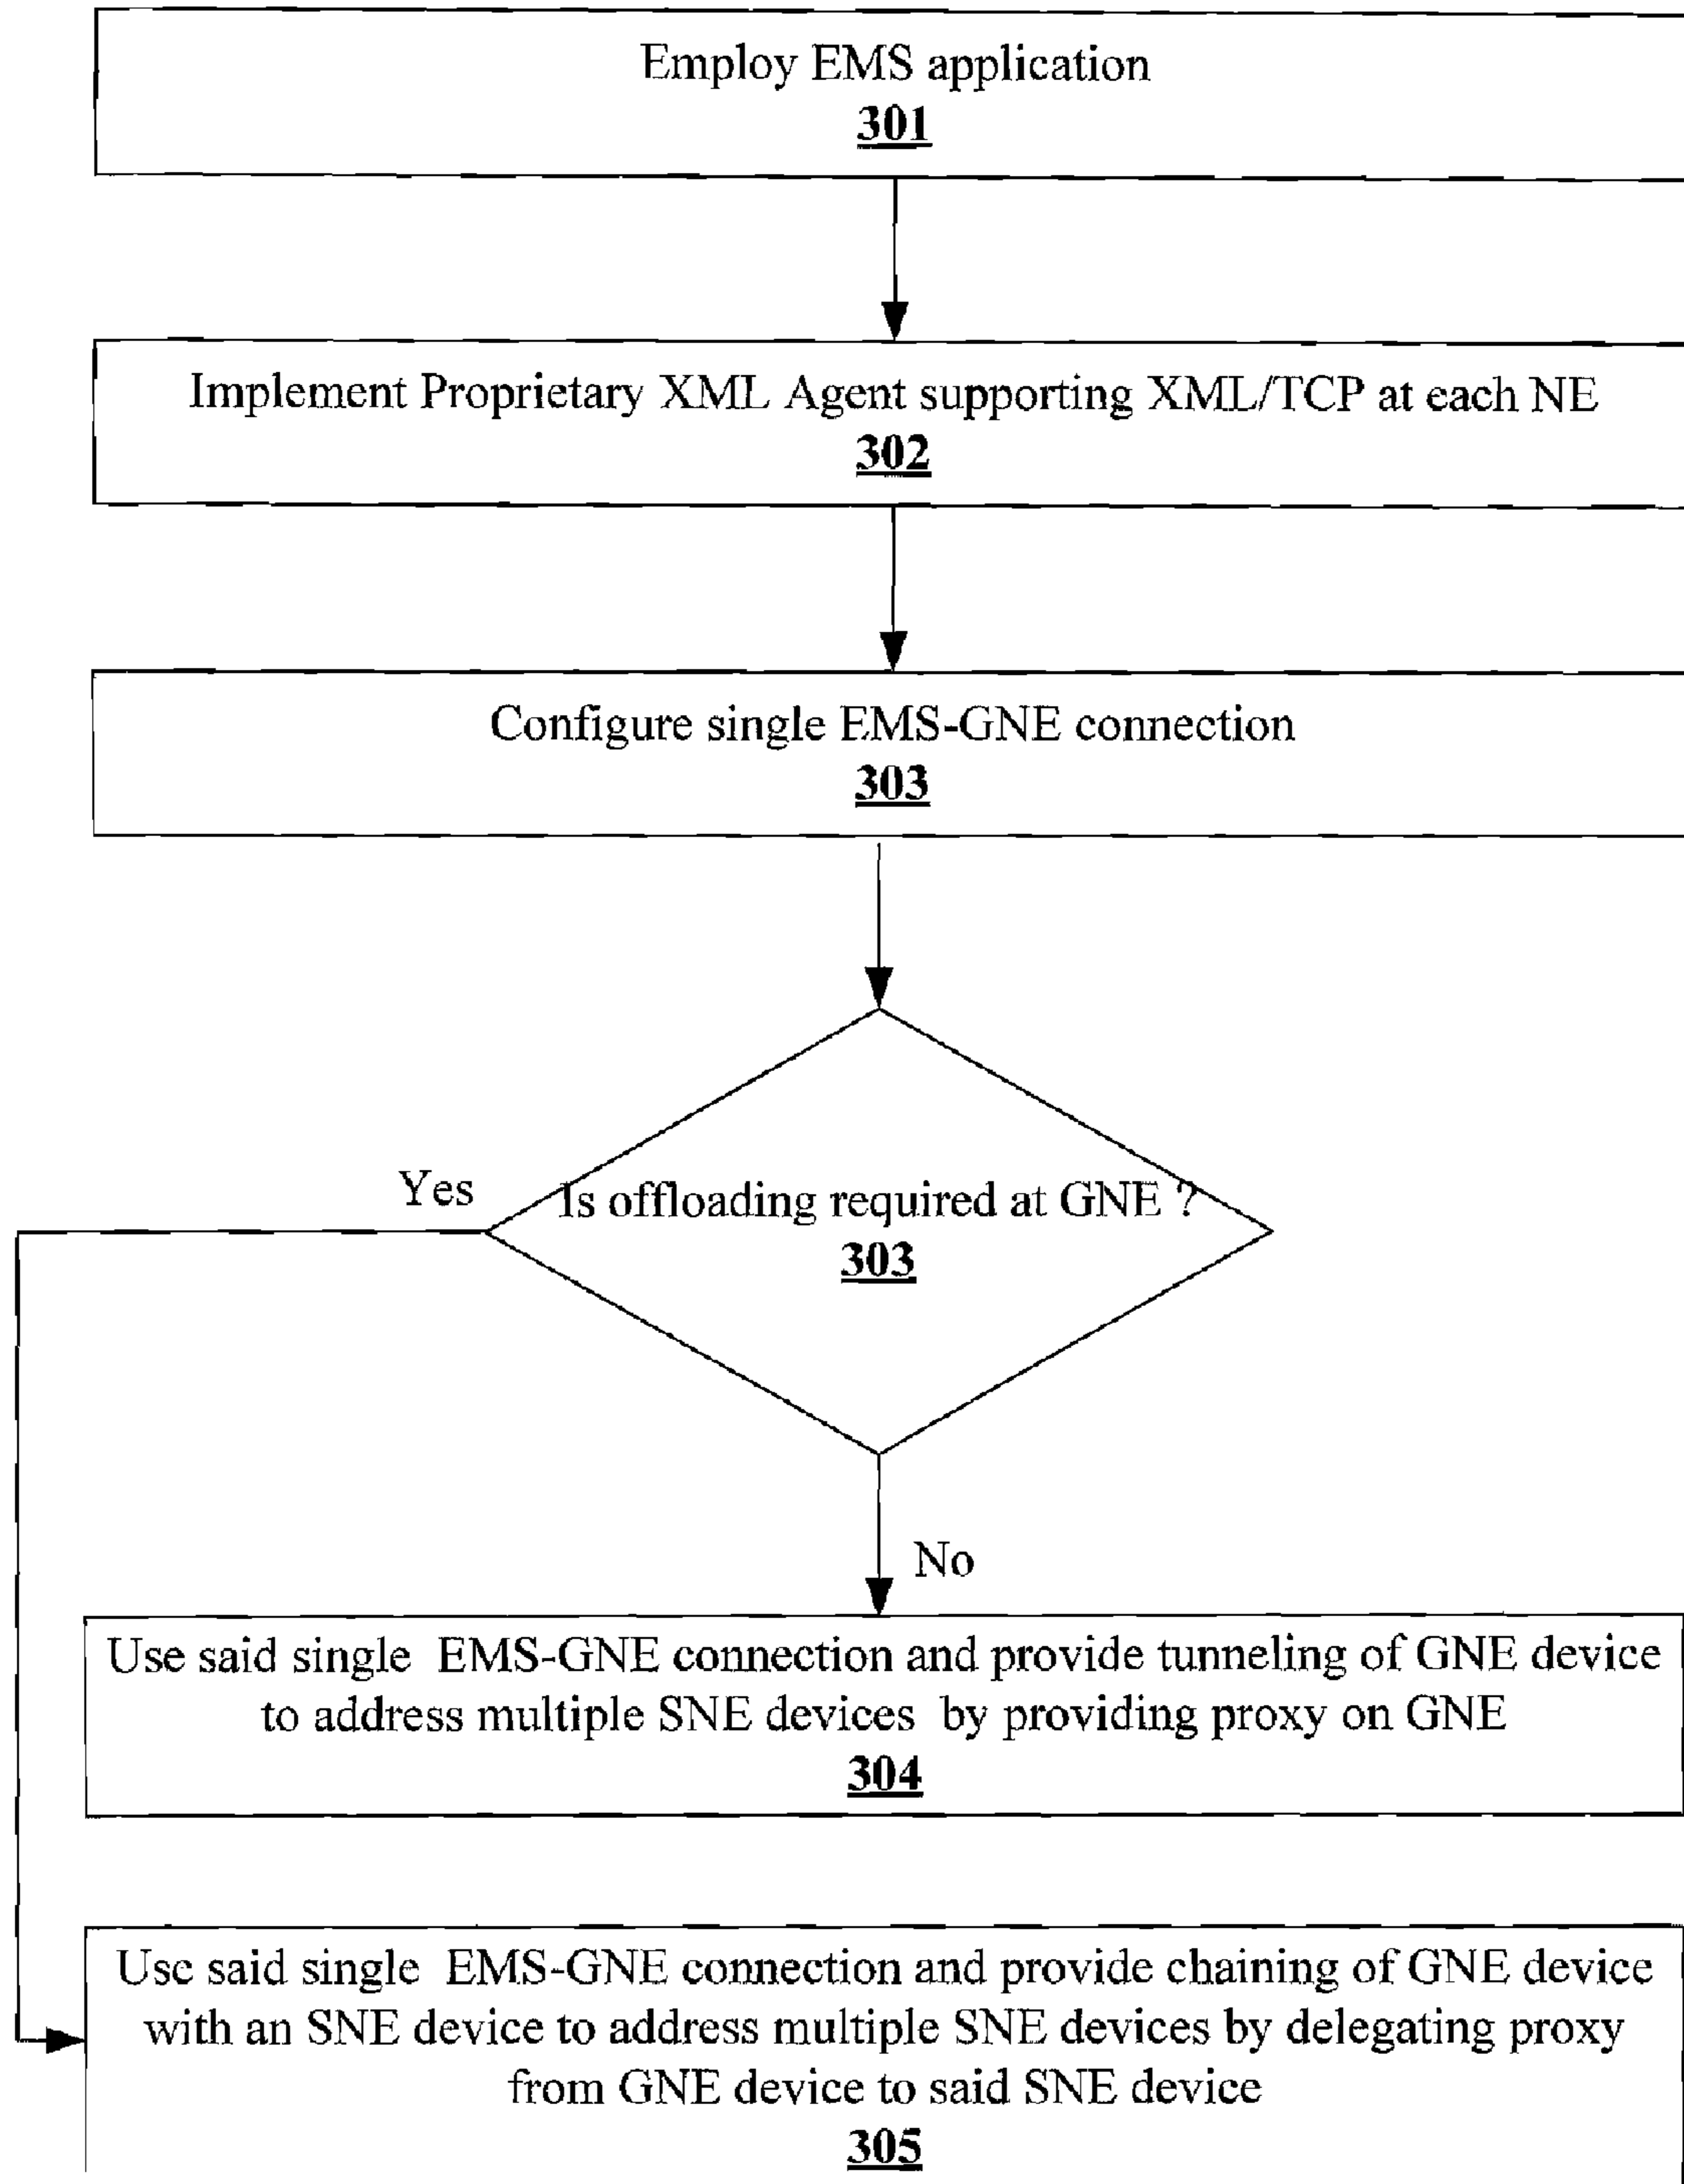 Employ EMS application
301
Implement Proprietary XML Agent supporting XML/TCP at each NE
302
Configure single EMS-GNE connection
303
Yes
Is offloading required at GNE ?
303
No
Use said single EMS-GNE connection and provide tunneling of GNE device
to address multiple SNE devices by providing proxy on GNE
304
Use said single EMS-GNE connection and provide chaining of GNE device
with an SNE device to address multiple SNE devices by delegating proxy
from GNE device to said SNE device
305